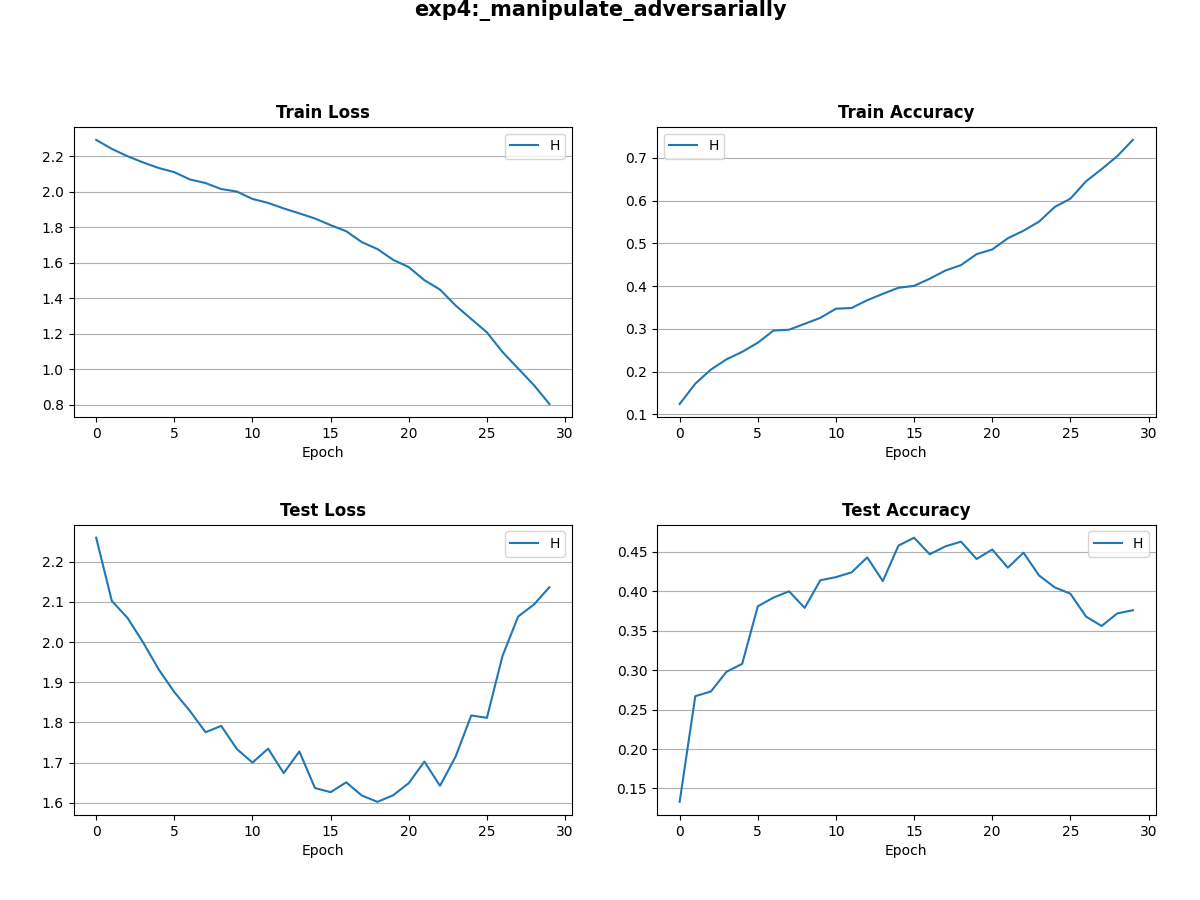 exp4:_manipulate_adversarially
Train Loss
H
2.2
2.0
1.8
1.6
1.4
1.2
1.0
0.8
0 5 10 15 20 25 30
Epoch
Train Accuracy
H
0.7
0.6
0.5
0.4
0.3
0.2
0.1
0 5 10 15 20 25 30
Epoch
Test Loss
H
2.2
2.1
2.0
1.9
1.8
1.7
1.6
0 5 10 15 20 25 30
Epoch
Test Accuracy
H
0.45
0.40
0.35
0.30
0.25
0.20
0.15
0 5 10 15 20 25 30
Epoch